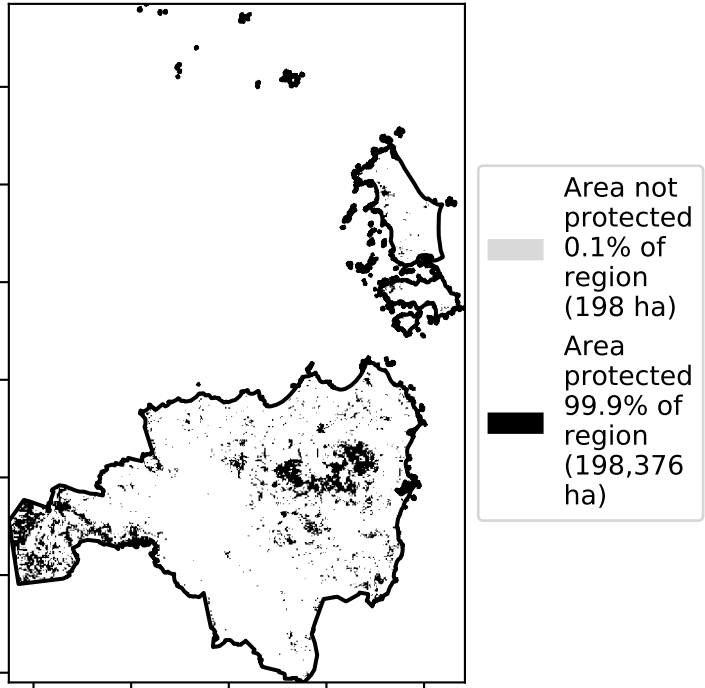 Area not
protected
0.1% of
region
(198 ha)
Area
protected
99.9% of
region
(198,376
ha)